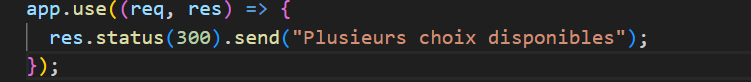 app.use((req, res) => {
  res.status(300).send("Plusieurs choix disponibles");
});